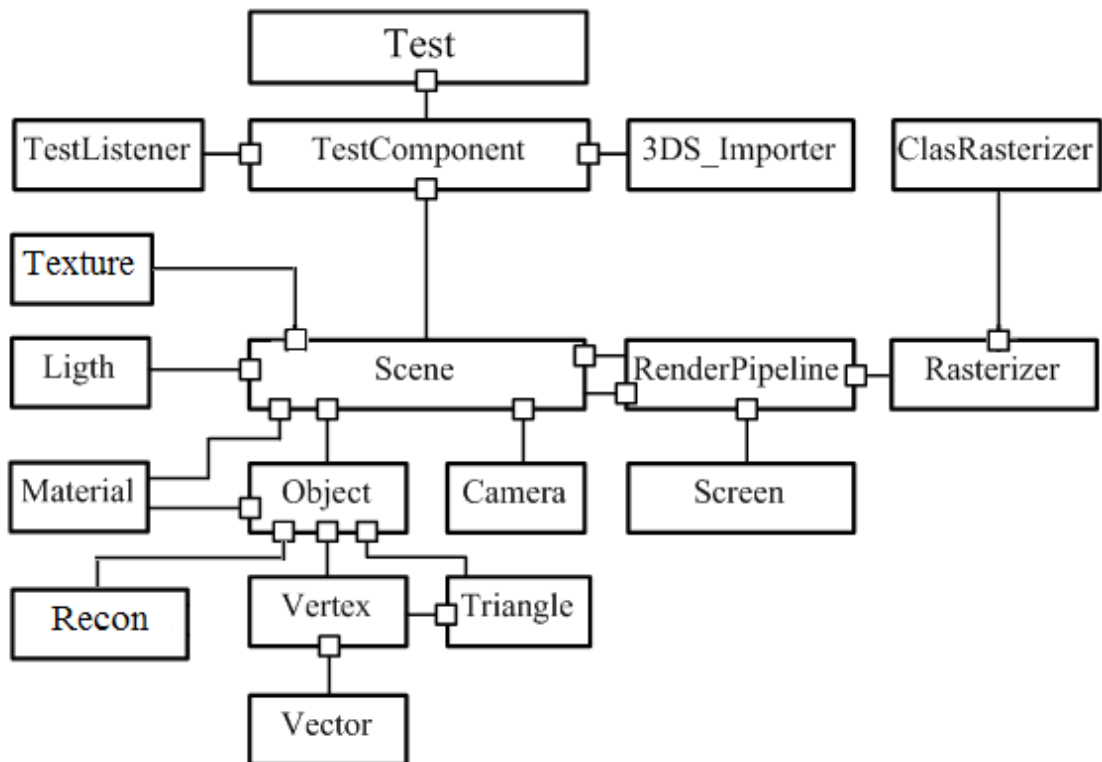 Test
TestListener
TestComponent
3DS_Importer
ClasRasterizer
Texture
Ligth
Scene
RenderPipeline
Rasterizer
Material
Object
Camera
Screen
Recon
Vertex
Triangle
Vector